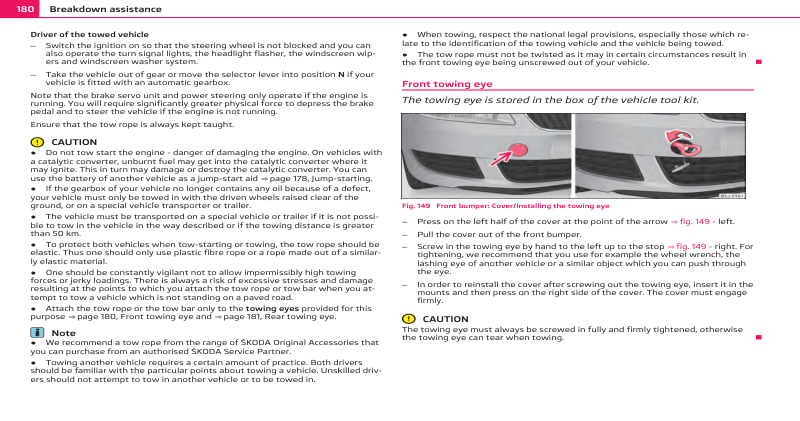 180 Breakdown assistance
Driver of the towed vehicle
– Switch the ignition on so that the steering wheel is not blocked and you can
also operate the turn signal lights, the headlight flasher, the windscreen wip-
ers and windscreen washer system.
– Take the vehicle out of gear or move the selector lever into position N if your
vehicle is fitted with an automatic gearbox.
Note that the brake servo unit and power steering only operate if the engine is
running. You will require significantly greater physical force to depress the brake
pedal and to steer the vehicle if the engine is not running.
Ensure that the tow rope is always kept taught.
CAUTION
● Do not tow start the engine - danger of damaging the engine. On vehicles with
a catalytic converter, unburnt fuel may get into the catalytic converter where it
may ignite. This in turn may damage or destroy the catalytic converter. You can
use the battery of another vehicle as a jump-start aid ⇒ page 178, Jump-starting.
● If the gearbox of your vehicle no longer contains any oil because of a defect,
your vehicle must only be towed in with the driven wheels raised clear of the
ground, or on a special vehicle transporter or trailer.
● The vehicle must be transported on a special vehicle or trailer if it is not possi-
ble to tow in the vehicle in the way described or if the towing distance is greater
than 50 km.
● To protect both vehicles when tow-starting or towing, the tow rope should be
elastic. Thus one should only use plastic fibre rope or a rope made out of a similar-
ly elastic material.
● One should be constantly vigilant not to allow impermissibly high towing
forces or jerky loadings. There is always a risk of excessive stresses and damage
resulting at the points to which you attach the tow rope or tow bar when you at-
tempt to tow a vehicle which is not standing on a paved road.
● Attach the tow rope or the tow bar only to the towing eyes provided for this
purpose ⇒ page 180, Front towing eye and ⇒ page 181, Rear towing eye.
Note
● We recommend a tow rope from the range of ŠKODA Original Accessories that
you can purchase from an authorised ŠKODA Service Partner.
● Towing another vehicle requires a certain amount of practice. Both drivers
should be familiar with the particular points about towing a vehicle. Unskilled driv-
ers should not attempt to tow in another vehicle or to be towed in.
● When towing, respect the national legal provisions, especially those which re-
late to the identification of the towing vehicle and the vehicle being towed.
● The tow rope must not be twisted as it may in certain circumstances result in
the front towing eye being unscrewed out of your vehicle.
Front towing eye
The towing eye is stored in the box of the vehicle tool kit.
B5J-0167
Fig. 149 Front bumper: Cover/installing the towing eye
– Press on the left half of the cover at the point of the arrow ⇒ fig. 149 - left.
– Pull the cover out of the front bumper.
– Screw in the towing eye by hand to the left up to the stop ⇒ fig. 149 - right. For
tightening, we recommend that you use for example the wheel wrench, the
lashing eye of another vehicle or a similar object which you can push through
the eye.
– In order to reinstall the cover after screwing out the towing eye, insert it in the
mounts and then press on the right side of the cover. The cover must engage
firmly.
CAUTION
The towing eye must always be screwed in fully and firmly tightened, otherwise
the towing eye can tear when towing.